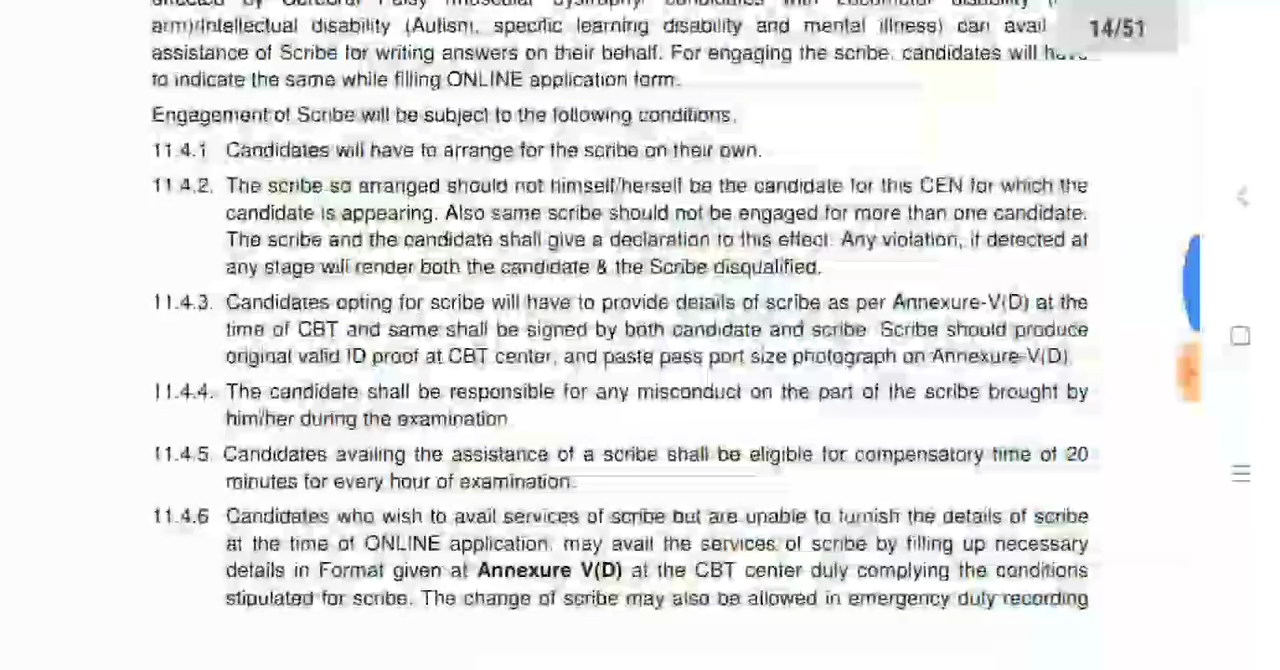 affected by Cerebral Palsy muscular dystrophy candidates with Locomotor disability
arm)/Intellectual disability (Autism, specific learning disability and mental illness) can avail
14/51
assistance of Scribe for writing answers on their behalf. For engaging the scribe, candidates will have
to indicate the same while filling ONLINE application form.
Engagement of Scribe will be subject to the following conditions.
11.4.1 Candidates will have to arrange for the scribe on their own.
11.4.2. The scribe so arranged should not himself/herself be the candidate for this CEN for which the
candidate is appearing. Also same scribe should not be engaged for more than one candidate.
The scribe and the candidate shall give a declaration to this effect. Any violation, if detected at
any stage will render both the candidate & the Scribe disqualified.
11.4.3. Candidates opting for scribe will have to provide details of scribe as per Annexure-V(D) at the
time of CBT and same shall be signed by both candidate and scribe. Scribe should produce
original valid ID proof at CBT center, and paste pass port size photograph on Annexure-V(D).
11.4.4. The candidate shall be responsible for any misconduct on the part of the scribe brought by
him/her during the examination
11.4.5. Candidates availing the assistance of a scribe shall be eligible for compensatory time of 20
minutes for every hour of examination.
11.4.6 Candidates who wish to avail services of scribe but are unable to furnish the details of scribe
at the time of ONLINE application, may avail the services of scribe by filling up necessary
details in Format given at Annexure V(D) at the CBT center duly complying the conditions
stipulated for scribe. The change of scribe may also be allowed in emergency duly recording